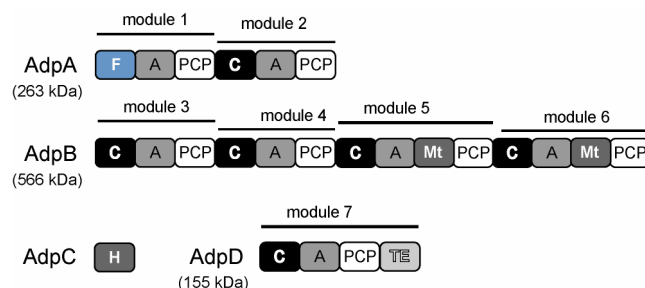 module 1 module 2
AdpA F A PCP C A PCP
(263 kDa)
module 3 module 4 module 5 module 6
AdpB C A PCP C A PCP C A Mt PCP C A Mt PCP
(566 kDa)
module 7
AdpC H AdpD C A PCP TE
(155 kDa)